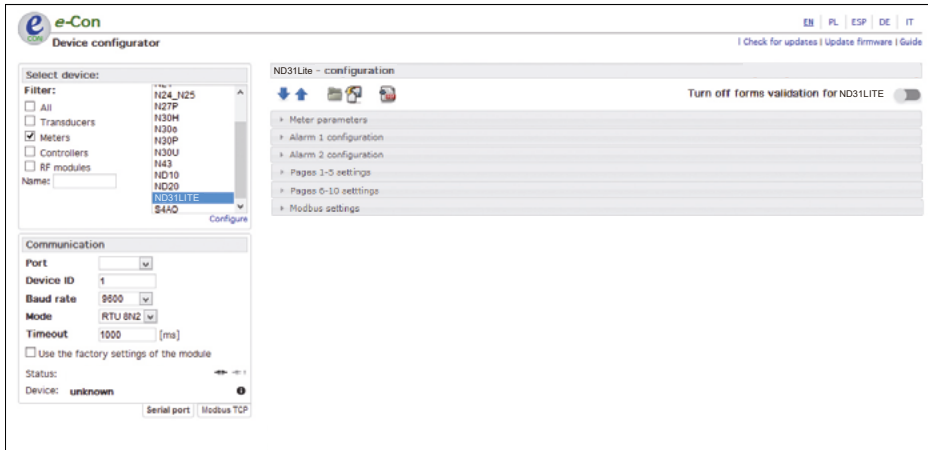 e e-Con
CON
Device configurator
EN | PL | ESP | DE | IT
| Check for updates | Update firmware | Guide
Select device:
Filter:
All
Transducers
Meters
Controllers
RF modules
Name:
N24_N25
N27P
N30H
N30o
N30P
N30U
N43
ND10
ND20
ND31LITE
S4AO
Configure
Communication
Port
Device ID 1
Baud rate 9600
Mode RTU 8N2
Timeout 1000 [ms]
Use the factory settings of the module
Status:
Device: unknown
Serial port Modbus TCP
ND31Lite - configuration
Turn off forms validation for ND31LITE
Meter parameters
Alarm 1 configuration
Alarm 2 configuration
Pages 1-5 settings
Pages 6-10 setttings
Modbus settings